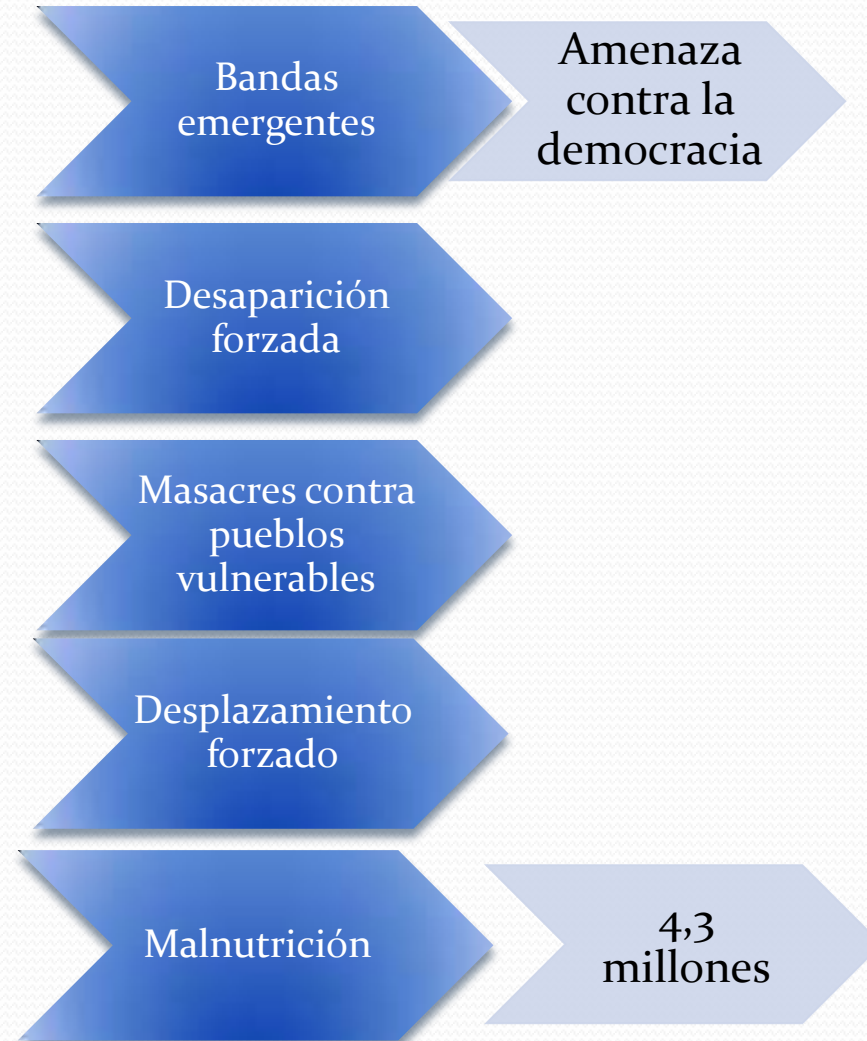 Bandas
emergentes
Amenaza
contra la
democracia
Desaparición
forzada
Masacres contra
pueblos
vulnerables
Desplazamiento
forzado
Malnutrición
4,3
millones